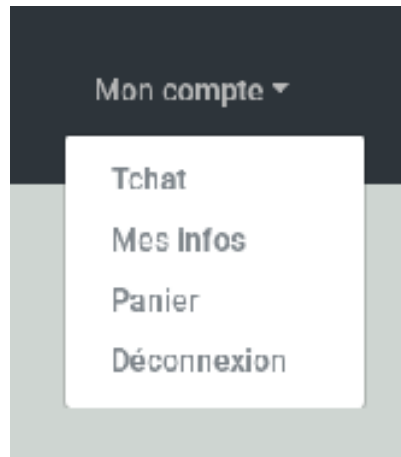 Mon compte
Tchat
Mes Infos
Panier
Déconnexion